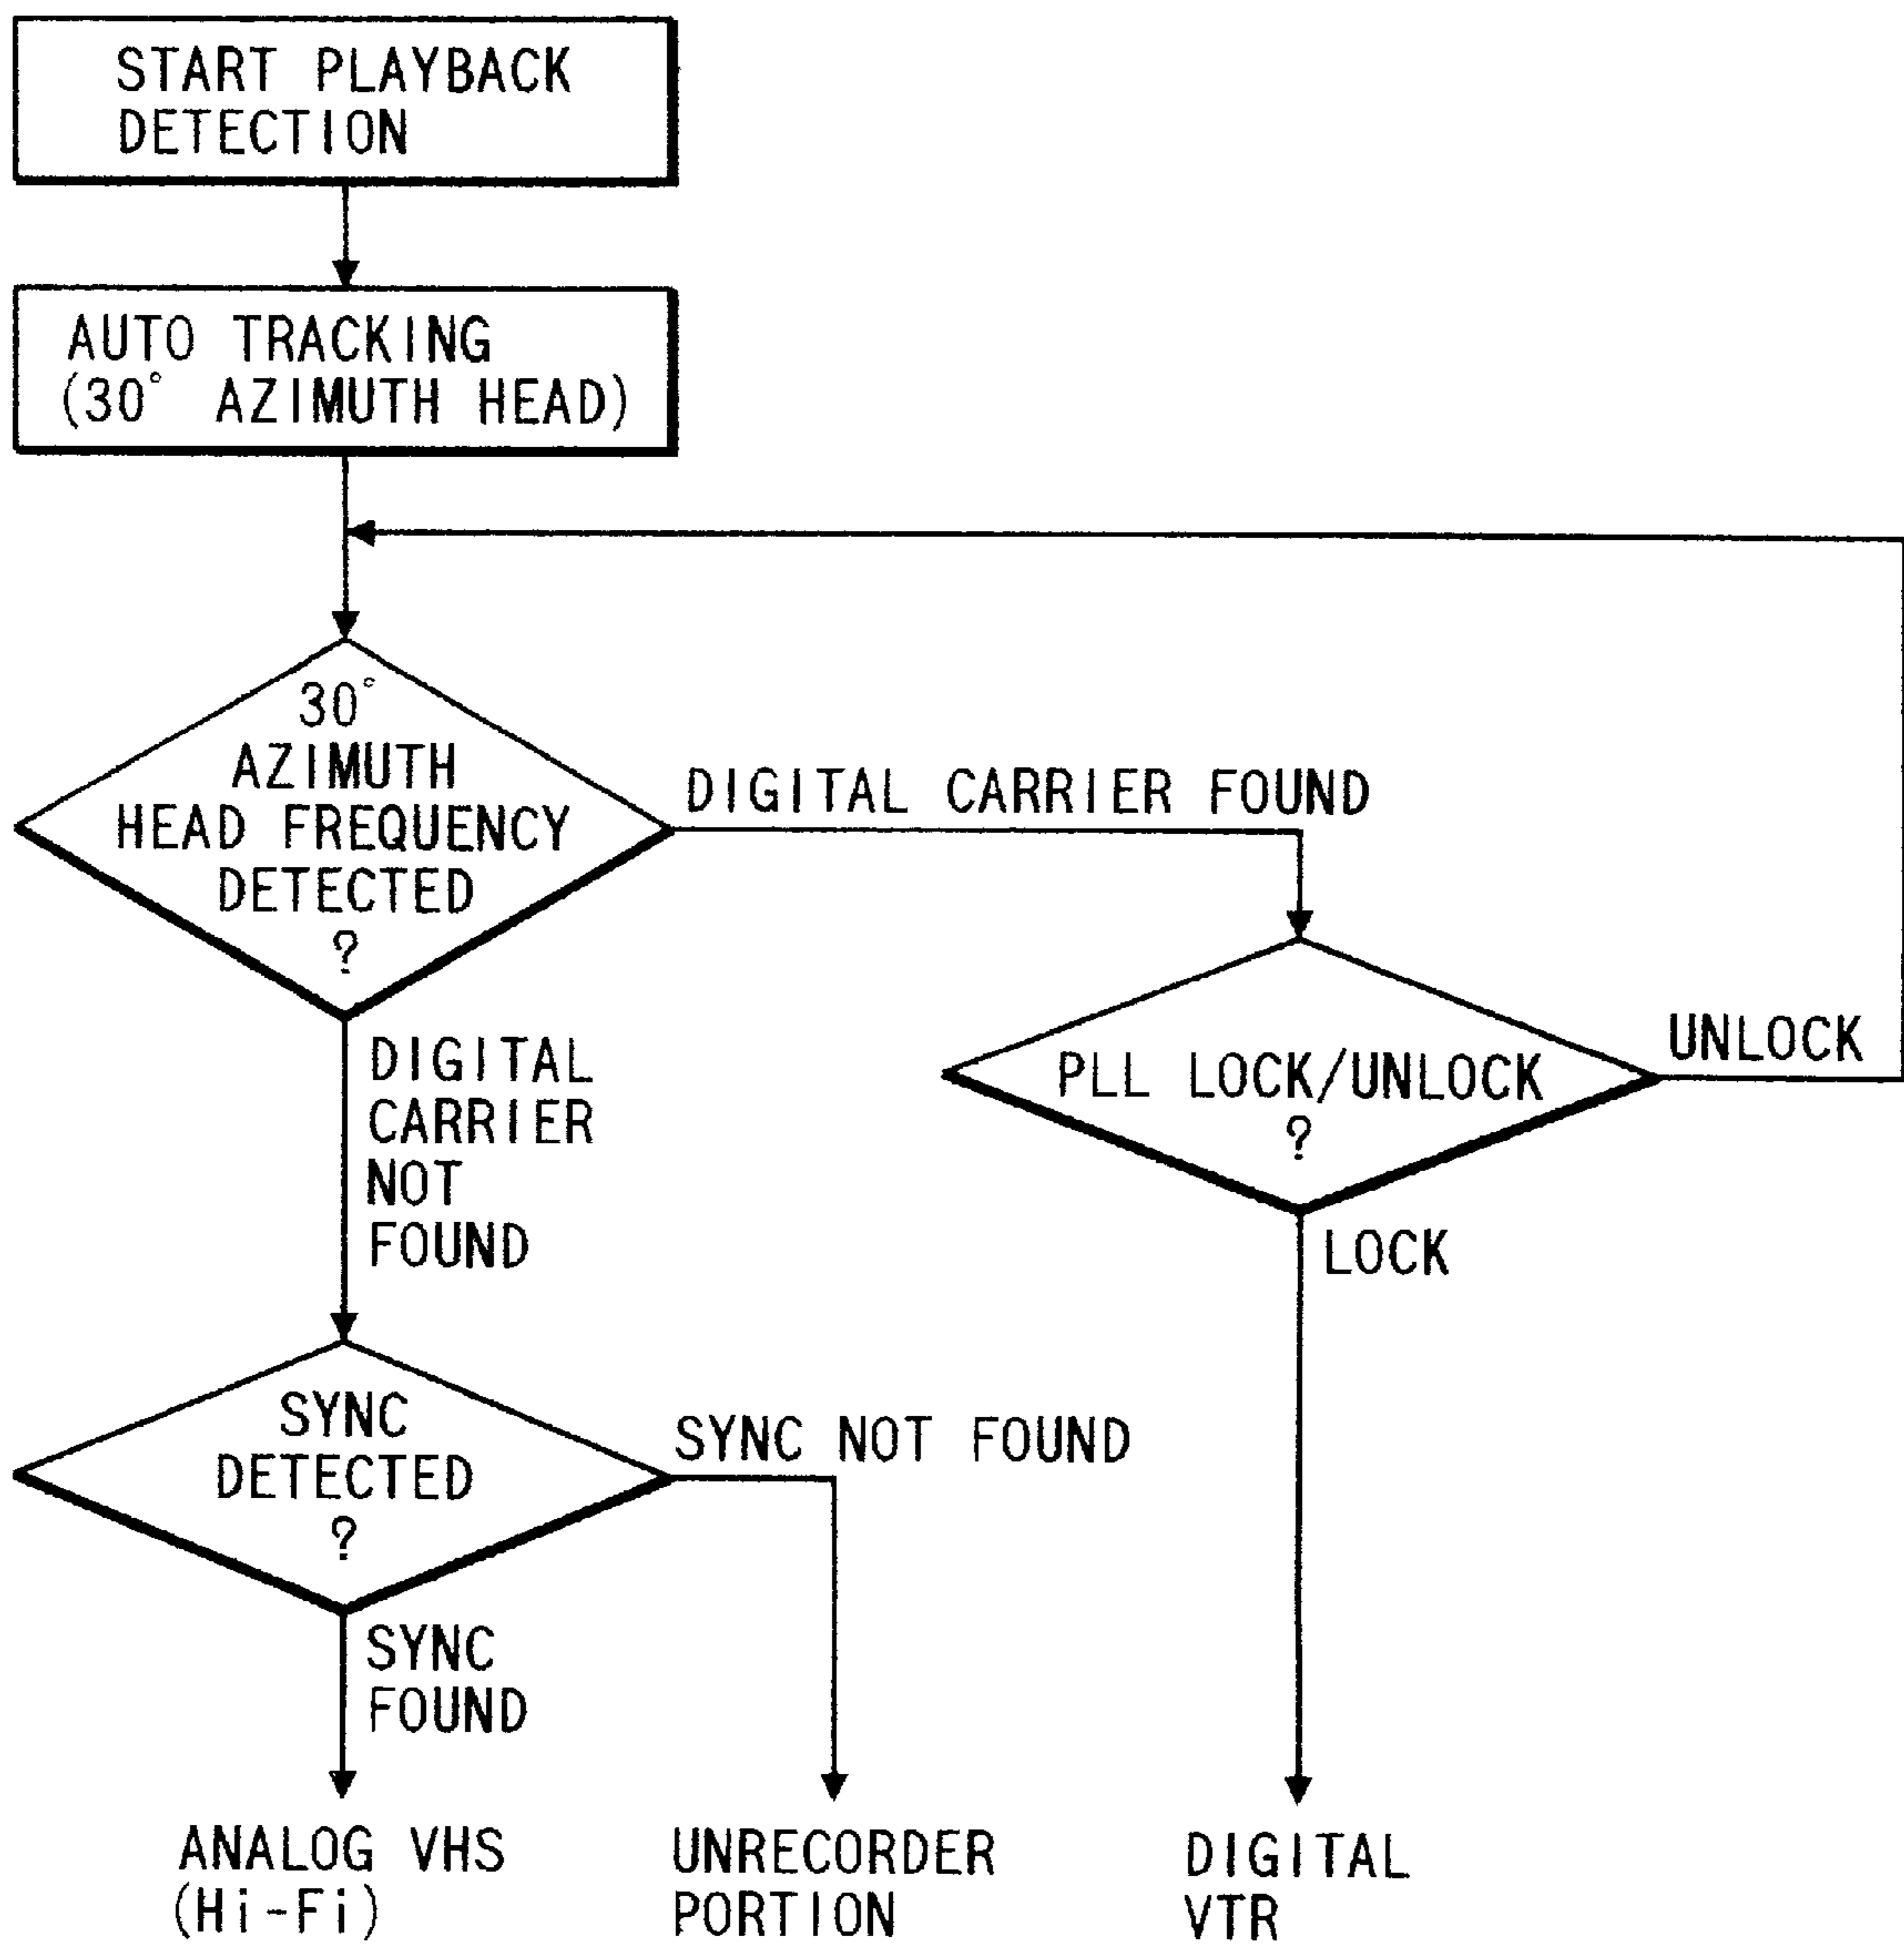 START PLAYBACK
DETECTION
AUTO TRACKING
(30° AZIMUTH HEAD)
30°
AZIMUTH
HEAD FREQUENCY
DETECTED
?
DIGITAL CARRIER FOUND
DIGITAL
CARRIER
NOT
FOUND
PLL LOCK/UNLOCK
?
UNLOCK
LOCK
SYNC
DETECTED
?
SYNC NOT FOUND
SYNC
FOUND
ANALOG VHS
(Hi-Fi)
UNRECORDER
PORTION
DIGITAL
VTR